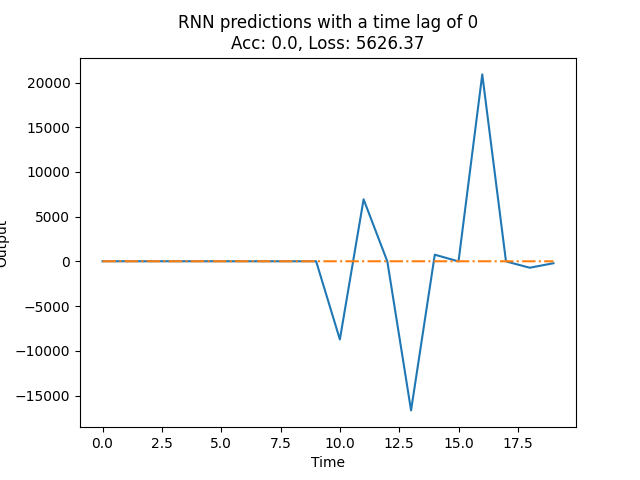 RNN predictions with a time lag of 0
Acc: 0.0, Loss: 5626.37
20000
15000
10000
5000
0
−5000
−10000
−15000
Output
0.0 2.5 5.0 7.5 10.0 12.5 15.0 17.5
Time